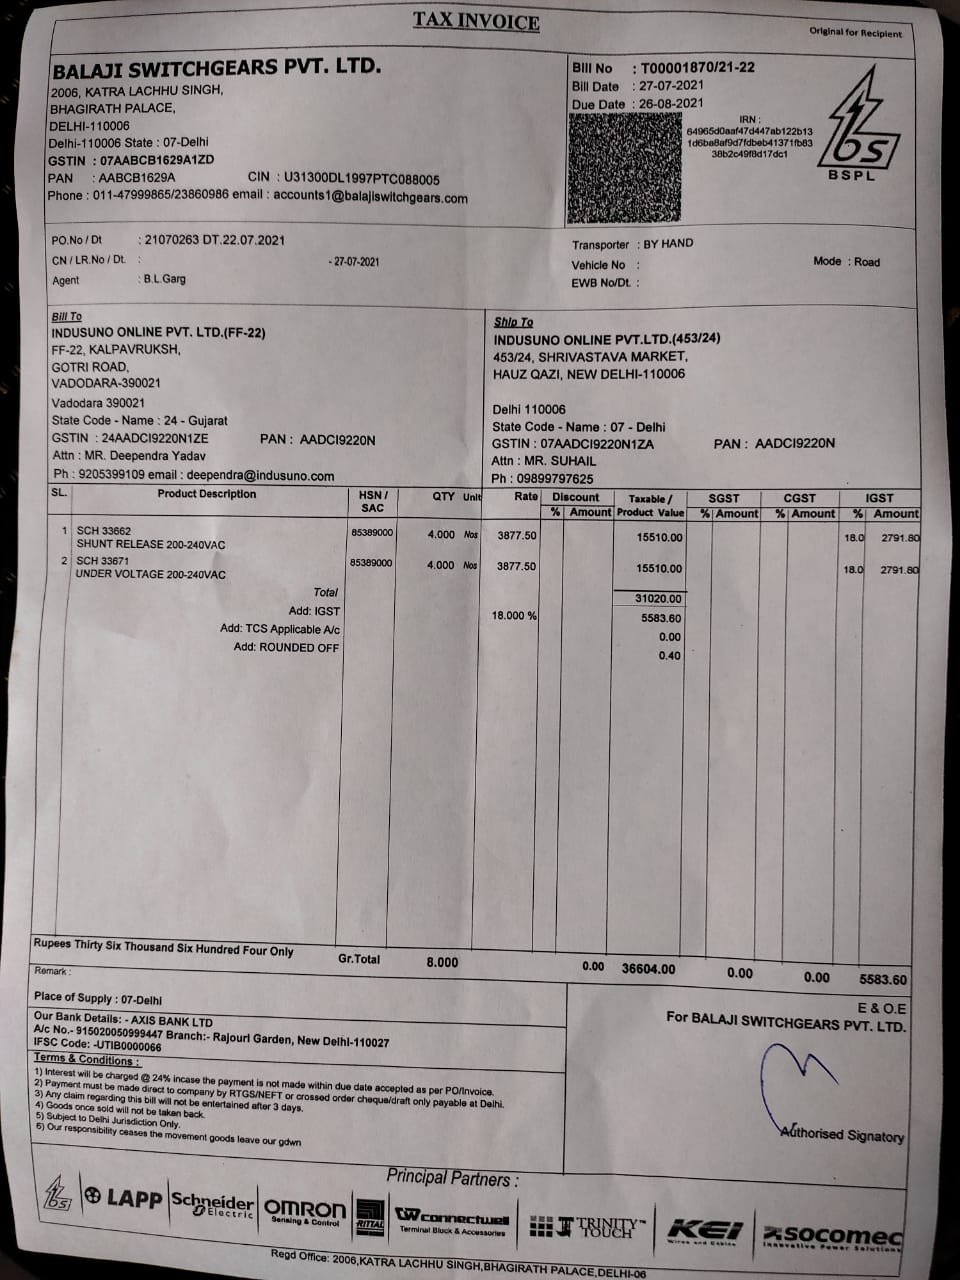 TAX INVOICE
Original for Recipient
BALAJI SWITCHGEARS PVT. LTD.
2006, KATRA LACHHU SINGH,
BHAGIRATH PALACE,
DELHI-110006
Delhi-110006 State : 07-Delhi
GSTIN : 07AABCB1629A1ZD
PAN : AABCB1629A CIN : U31300DL1997PTC088005
Phone : 011-47999865/23860986 email : accounts1@balajiswitchgears.com
Bill No : T00001870/21-22
Bill Date : 27-07-2021
Due Date : 26-08-2021
IRN :
64965d0aaf47d447ab122b13
1d6ba8af9d7fdbeb41371fb83
38b2c49f8d17dc1
bs
BSPL
PO.No / Dt : 21070263 DT.22.07.2021
CN / LR.No / Dt. : - 27-07-2021
Agent : B.L.Garg
Transporter : BY HAND
Vehicle No : Mode : Road
EWB No/Dt. :
Bill To
INDUSUNO ONLINE PVT. LTD.(FF-22)
FF-22, KALPAVRUKSH,
GOTRI ROAD,
VADODARA-390021
Vadodara 390021
State Code - Name : 24 - Gujarat
GSTIN : 24AADCI9220N1ZE PAN : AADCI9220N
Attn : MR. Deependra Yadav
Ph : 9205399109 email : deependra@indusuno.com
Ship To
INDUSUNO ONLINE PVT.LTD.(453/24)
453/24, SHRIVASTAVA MARKET,
HAUZ QAZI, NEW DELHI-110006
Delhi 110006
State Code - Name : 07 - Delhi
GSTIN : 07AADCI9220N1ZA PAN : AADCI9220N
Attn : MR. SUHAIL
Ph : 09899797625
SL. Product Description HSN / SAC QTY Unit Rate Discount Taxable / Product Value SGST CGST IGST
% Amount % Amount % Amount % Amount
1 SCH 33662 85389000 4.000 Nos 3877.50 15510.00 18.0 2791.80
SHUNT RELEASE 200-240VAC
2 SCH 33671 85389000 4.000 Nos 3877.50 15510.00 18.0 2791.80
UNDER VOLTAGE 200-240VAC
Total 31020.00
Add: IGST 18.000 % 5583.60
Add: TCS Applicable A/c 0.00
Add: ROUNDED OFF 0.40
Rupees Thirty Six Thousand Six Hundred Four Only Gr.Total 8.000 0.00 36604.00 0.00 0.00 5583.60
Remark :
Place of Supply : 07-Delhi
Our Bank Details: - AXIS BANK LTD
A/c No.- 915020050999447 Branch:- Rajouri Garden, New Delhi-110027
IFSC Code: -UTIB0000066
Terms & Conditions :
1) Interest will be charged @ 24% incase the payment is not made within due date accepted as per PO/Invoice.
2) Payment must be made direct to company by RTGS/NEFT or crossed order cheque/draft only payable at Delhi.
3) Any claim regarding this bill will not be entertained after 3 days.
4) Goods once sold will not be taken back.
5) Subject to Delhi Jurisdiction Only.
6) Our responsibility ceases the movement goods leave our gdwn
E & O.E
For BALAJI SWITCHGEARS PVT. LTD.
Authorised Signatory
Principal Partners :
bs
LAPP
Schneider Electric
OMRON Sensing & Control
RITTAL
connectwell Terminal Block & Accessories
TRINITY TOUCH™
KEI Wires and Cables
socomec Innovative Power Solutions
Regd Office: 2006,KATRA LACHHU SINGH,BHAGIRATH PALACE,DELHI-06